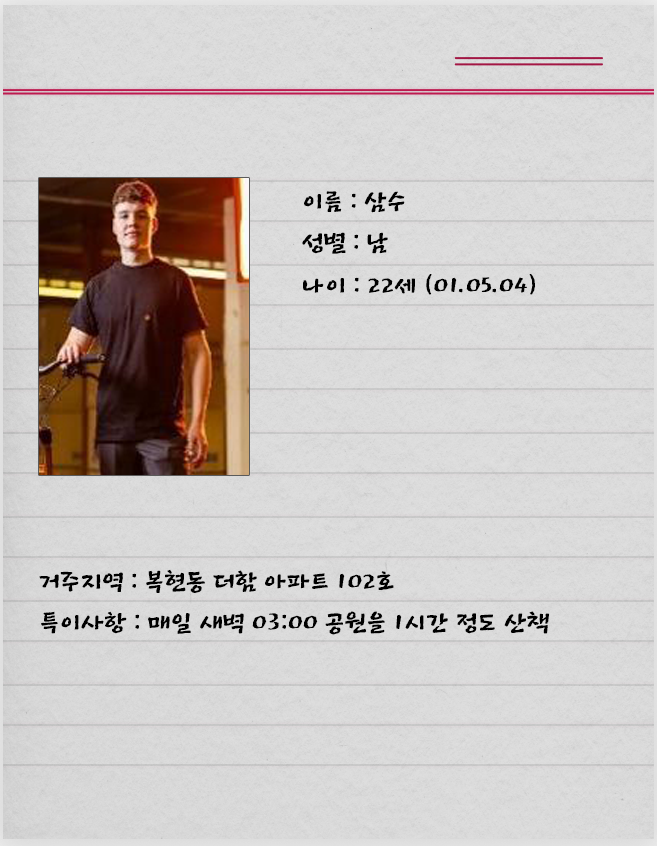 이름 : 삼수
성별 : 남
나이 : 22세 (01.05.04)
거주지역 : 복현동 더함 아파트 102호
특이사항 : 매일 새벽 03:00 공원을 1시간 정도 산책